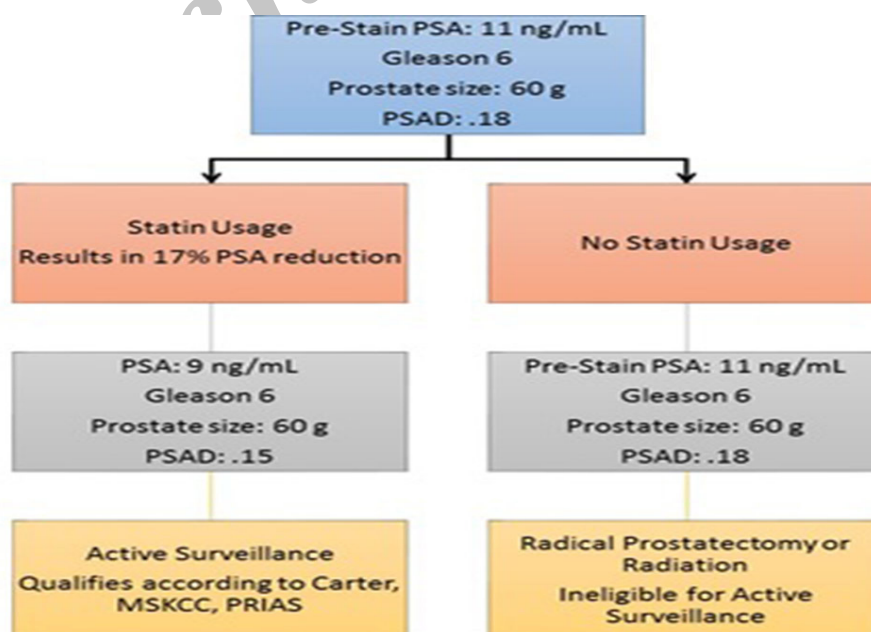 Pre-Stain PSA: 11 ng/mL
Gleason 6
Prostate size: 60 g
PSAD: .18
Statin Usage
Results in 17% PSA reduction
No Statin Usage
PSA: 9 ng/mL
Gleason 6
Prostate size: 60 g
PSAD: .15
Pre-Stain PSA: 11 ng/mL
Gleason 6
Prostate size: 60 g
PSAD: .18
Active Surveillance
Qualifies according to Carter,
MSKCC, PRIAS
Radical Prostatectomy or
Radiation
Ineligible for Active
Surveillance